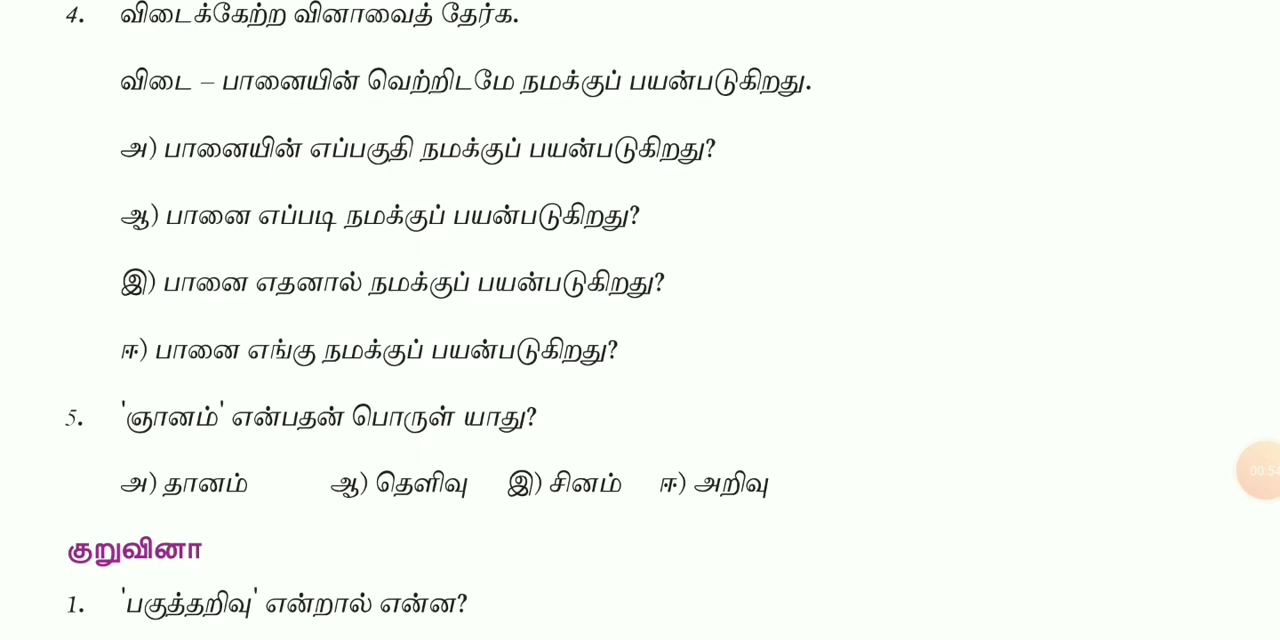 4. விடைக்கேற்ற வினாவைத் தேர்க.
விடை – பானையின் வெற்றிடமே நமக்குப் பயன்படுகிறது.
அ) பானையின் எப்பகுதி நமக்குப் பயன்படுகிறது?
ஆ) பானை எப்படி நமக்குப் பயன்படுகிறது?
இ) பானை எதனால் நமக்குப் பயன்படுகிறது?
ஈ) பானை எங்கு நமக்குப் பயன்படுகிறது?
5. 'ஞானம்' என்பதன் பொருள் யாது?
அ) தானம் ஆ) தெளிவு இ) சினம் ஈ) அறிவு
00:54
குறுவினா
1. 'பகுத்தறிவு' என்றால் என்ன?